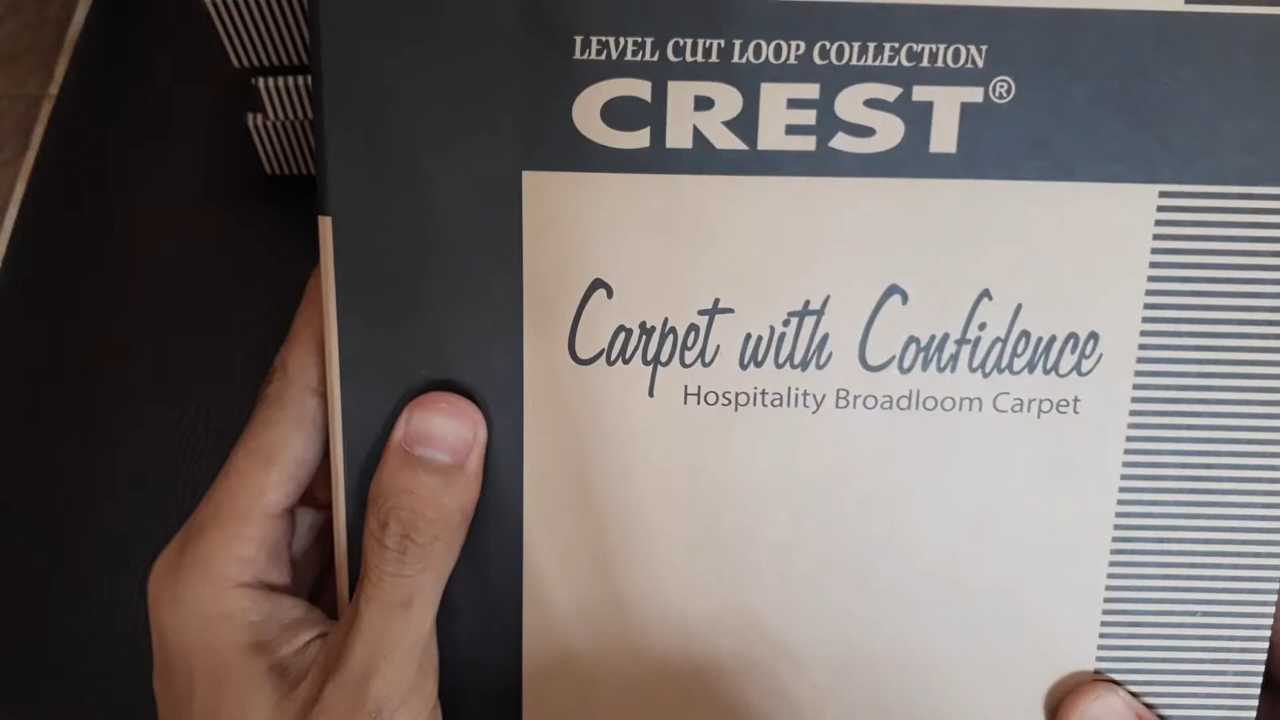 LEVEL CUT LOOP COLLECTION
CREST®
Carpet with Confidence
Hospitality Broadloom Carpet